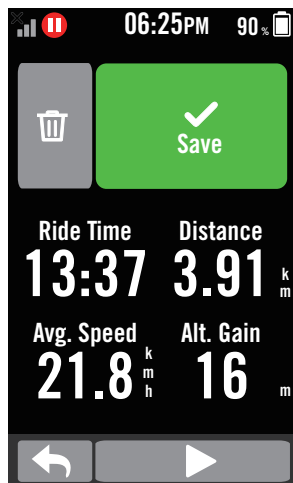 06:25PM 90%
Save
Ride Time Distance
13:37 3.91 km
Avg. Speed Alt. Gain
21.8 kmh 16 m